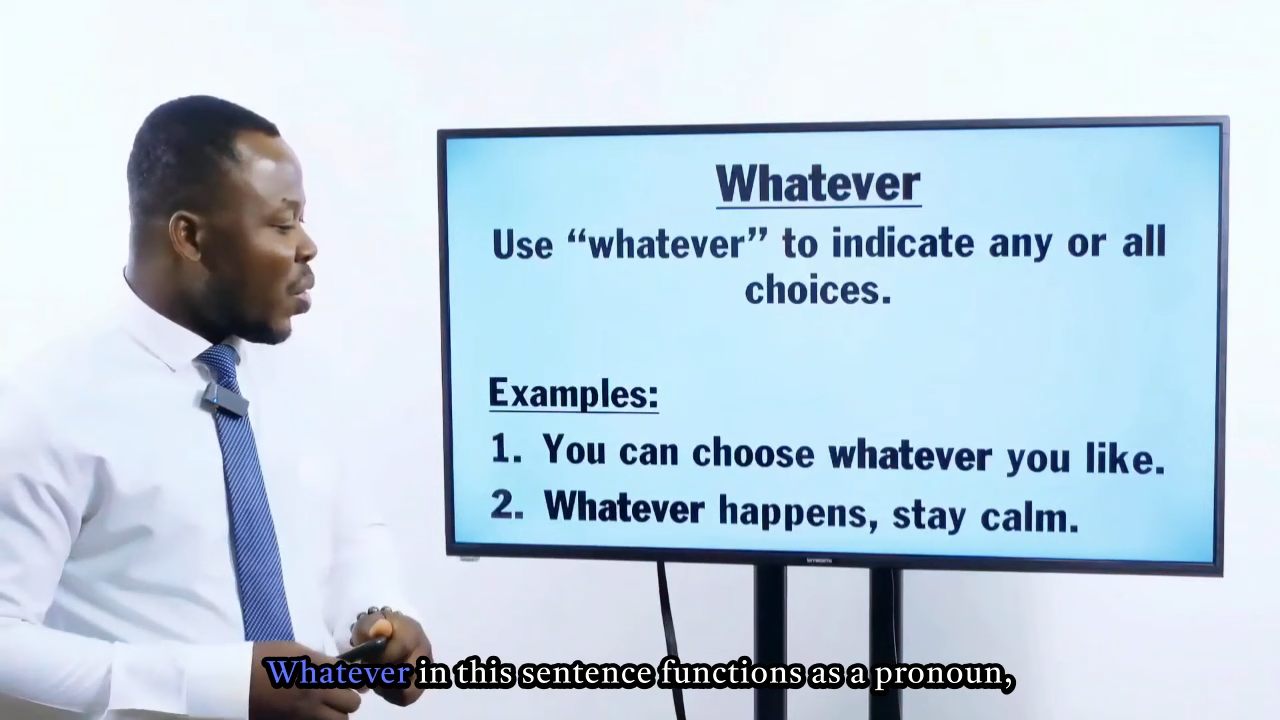 Whatever
Use “whatever” to indicate any or all
choices.
Examples:
1. You can choose whatever you like.
2. Whatever happens, stay calm.
SKYWORTH
Whatever in this sentence functions as a pronoun,